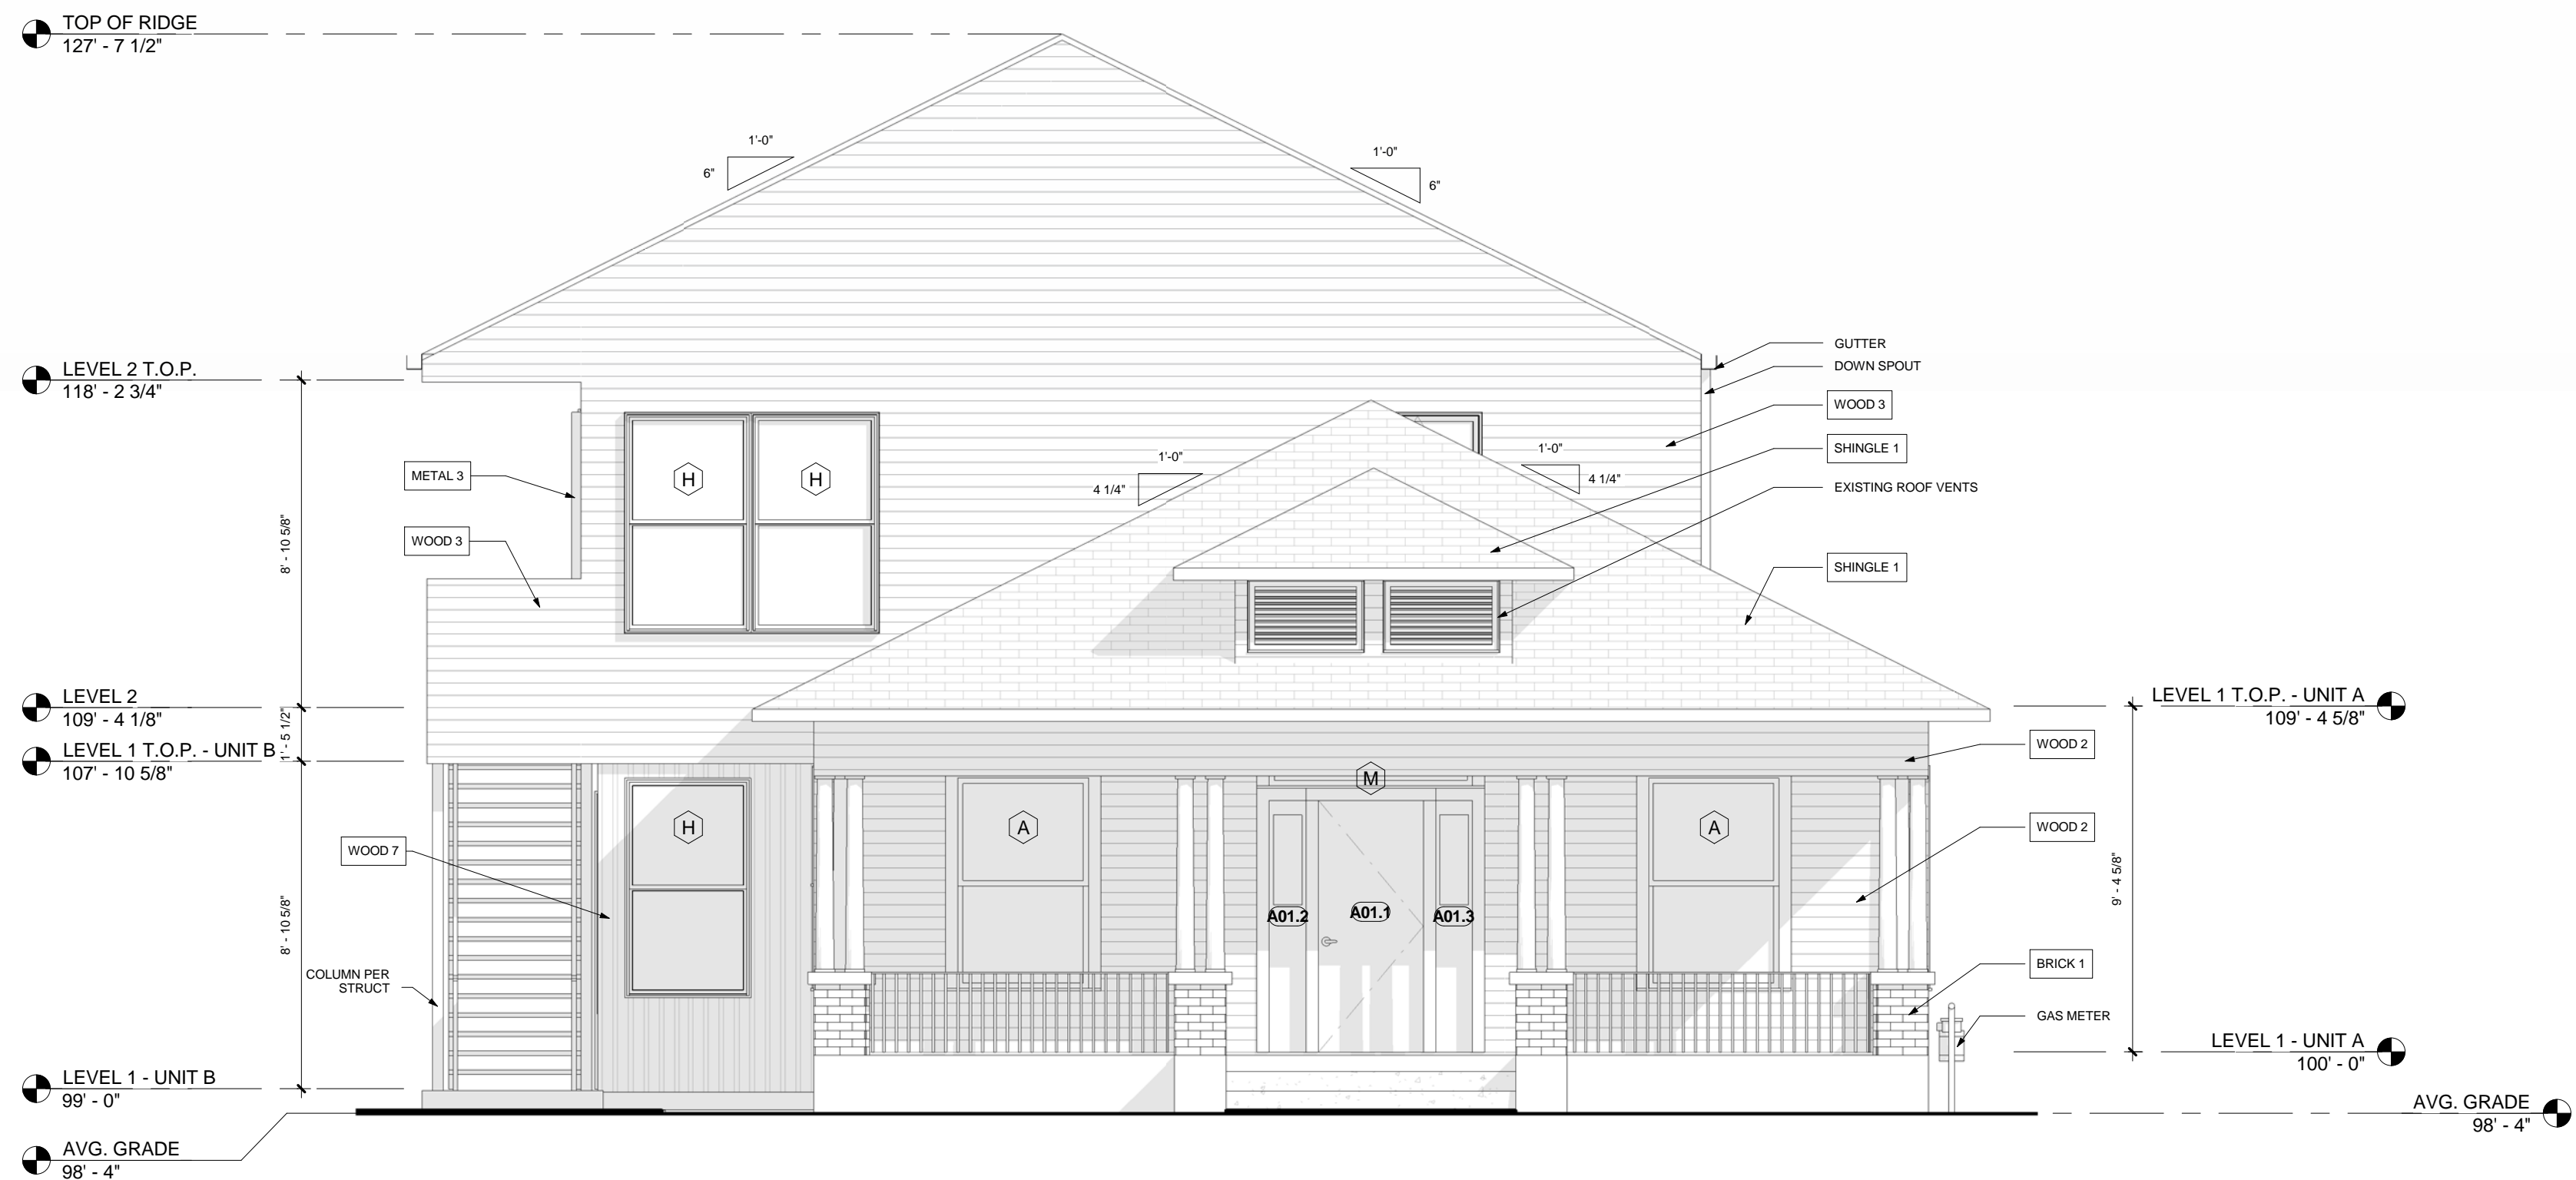 TOP OF RIDGE
127' - 7 1/2"
1'-0"
6"
1'-0"
6"
GUTTER
DOWN SPOUT
LEVEL 2 T.O.P.
118' - 2 3/4"
WOOD 3
SHINGLE 1
1'-0"
4 1/4"
1'-0"
4 1/4"
EXISTING ROOF VENTS
METAL 3
H
H
WOOD 3
8' - 10 5/8"
SHINGLE 1
LEVEL 2
109' - 4 1/8"
1' - 5 1/2"
LEVEL 1 T.O.P. - UNIT A
109' - 4 5/8"
LEVEL 1 T.O.P. - UNIT B
107' - 10 5/8"
WOOD 2
M
H
A
A
WOOD 2
WOOD 7
8' - 10 5/8"
9' - 4 5/8"
A01.2
A01.1
A01.3
COLUMN PER
STRUCT
BRICK 1
GAS METER
LEVEL 1 - UNIT A
100' - 0"
LEVEL 1 - UNIT B
99' - 0"
AVG. GRADE
98' - 4"
AVG. GRADE
98' - 4"